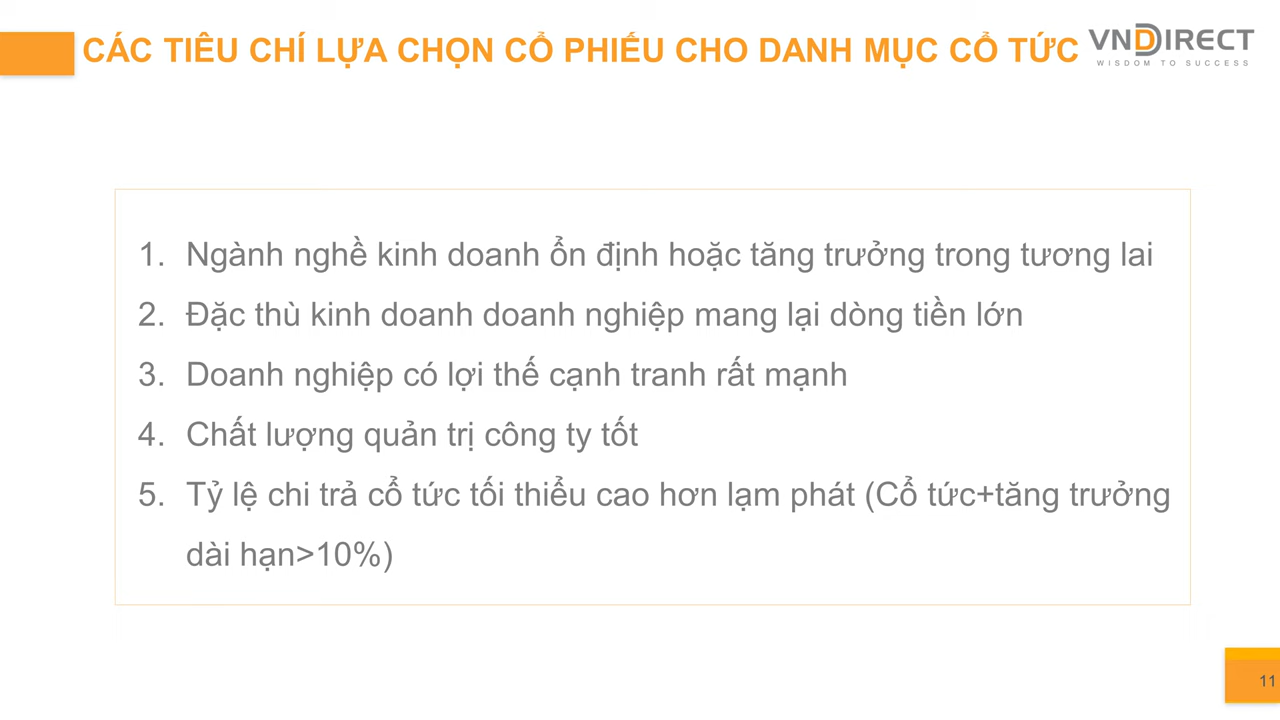 CÁC TIÊU CHÍ LỰA CHỌN CỔ PHIẾU CHO DANH MỤC CỔ TỨC
VNDIRECT
WISDOM TO SUCCESS
1. Ngành nghề kinh doanh ổn định hoặc tăng trưởng trong tương lai
2. Đặc thù kinh doanh doanh nghiệp mang lại dòng tiền lớn
3. Doanh nghiệp có lợi thế cạnh tranh rất mạnh
4. Chất lượng quản trị công ty tốt
5. Tỷ lệ chi trả cổ tức tối thiểu cao hơn lạm phát (Cổ tức+tăng trưởng
dài hạn>10%)
11